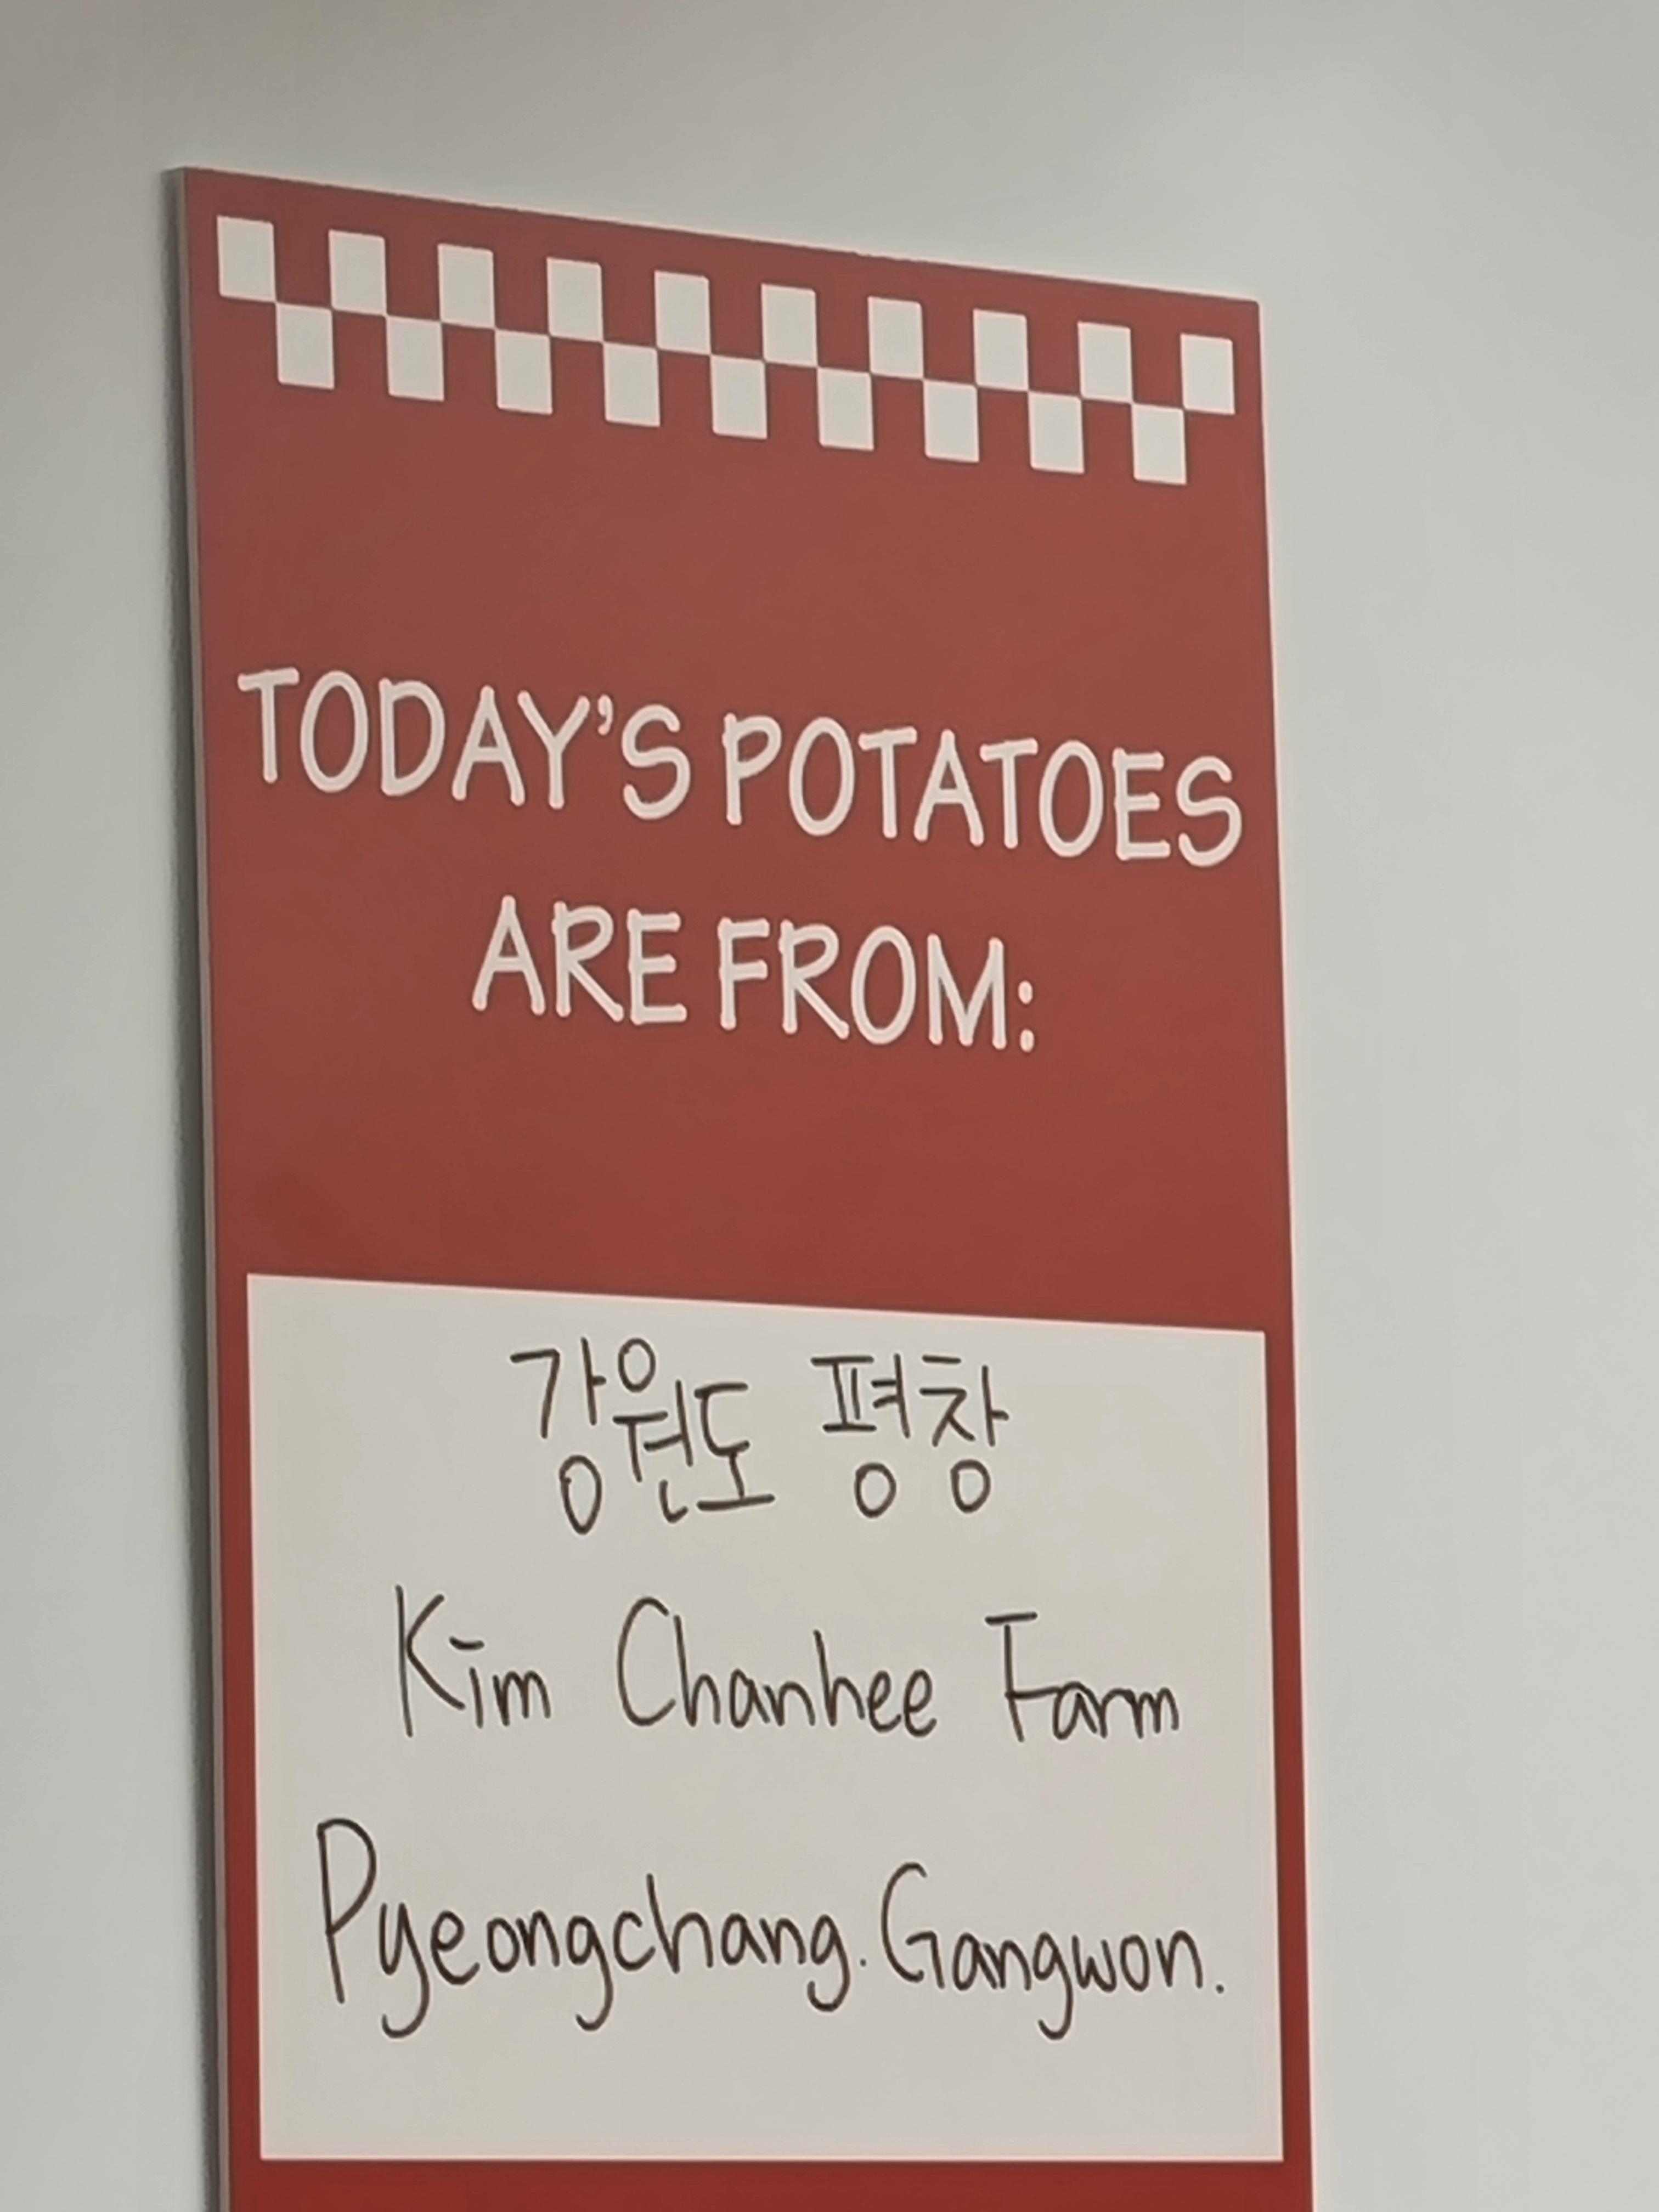 TODAY'S POTATOES
ARE FROM:
강원도 평창
Kim Chanhee Farm
Pyeongchang. Gangwon.